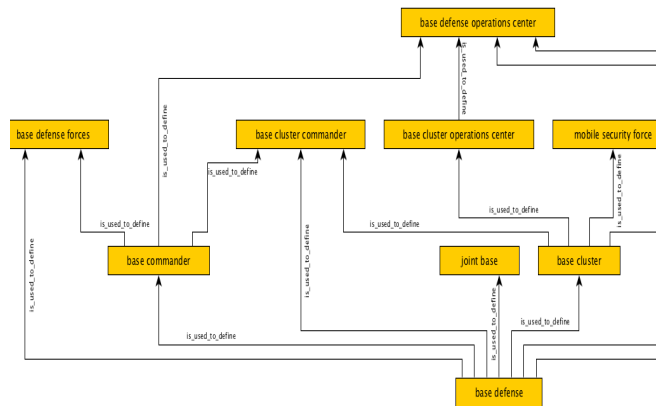 base defense operations center
is_used_to_define
is_used_to_define
base defense forces
base cluster commander
base cluster operations center
mobile security force
is_used_to_define
is_used_to_define
is_used_to_define
is_used_to_define
is_used_to_define
is_used_to_define
base commander
joint base
base cluster
is_used_to_define
is_used_to_define
is_used_to_define
is_used_to_define
is_used_to_define
base defense